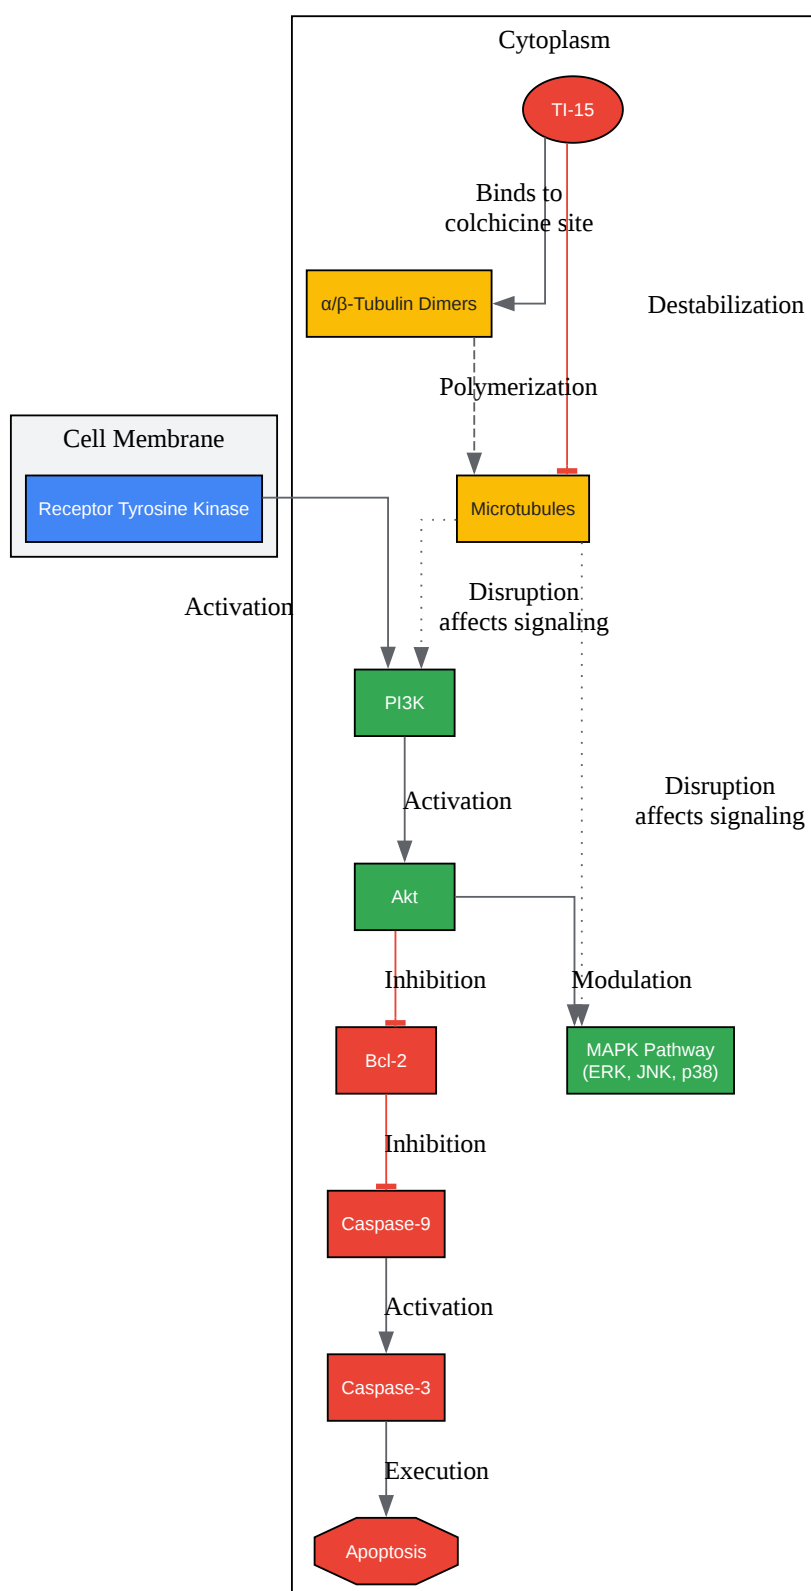 Cytoplasm
TI-15
Binds to
colchicine site
α/β-Tubulin Dimers
Destabilization
Polymerization
Cell Membrane
Receptor Tyrosine Kinase
Microtubules
Activation
Disruption
affects signaling
PI3K
Activation
Disruption
affects signaling
Akt
Inhibition
Modulation
Bcl-2
MAPK Pathway
(ERK, JNK, p38)
Inhibition
Caspase-9
Activation
Caspase-3
Execution
Apoptosis